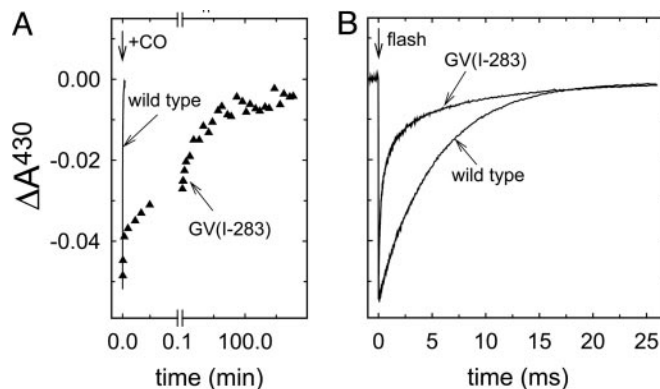 A
B
+CO
flash
0.00
-0.02
-0.04
ΔA430
wild type
GV(I-283)
GV(I-283)
wild type
0.0 0.1 100.0
0 5 10 15 20 25
time (min)
time (ms)